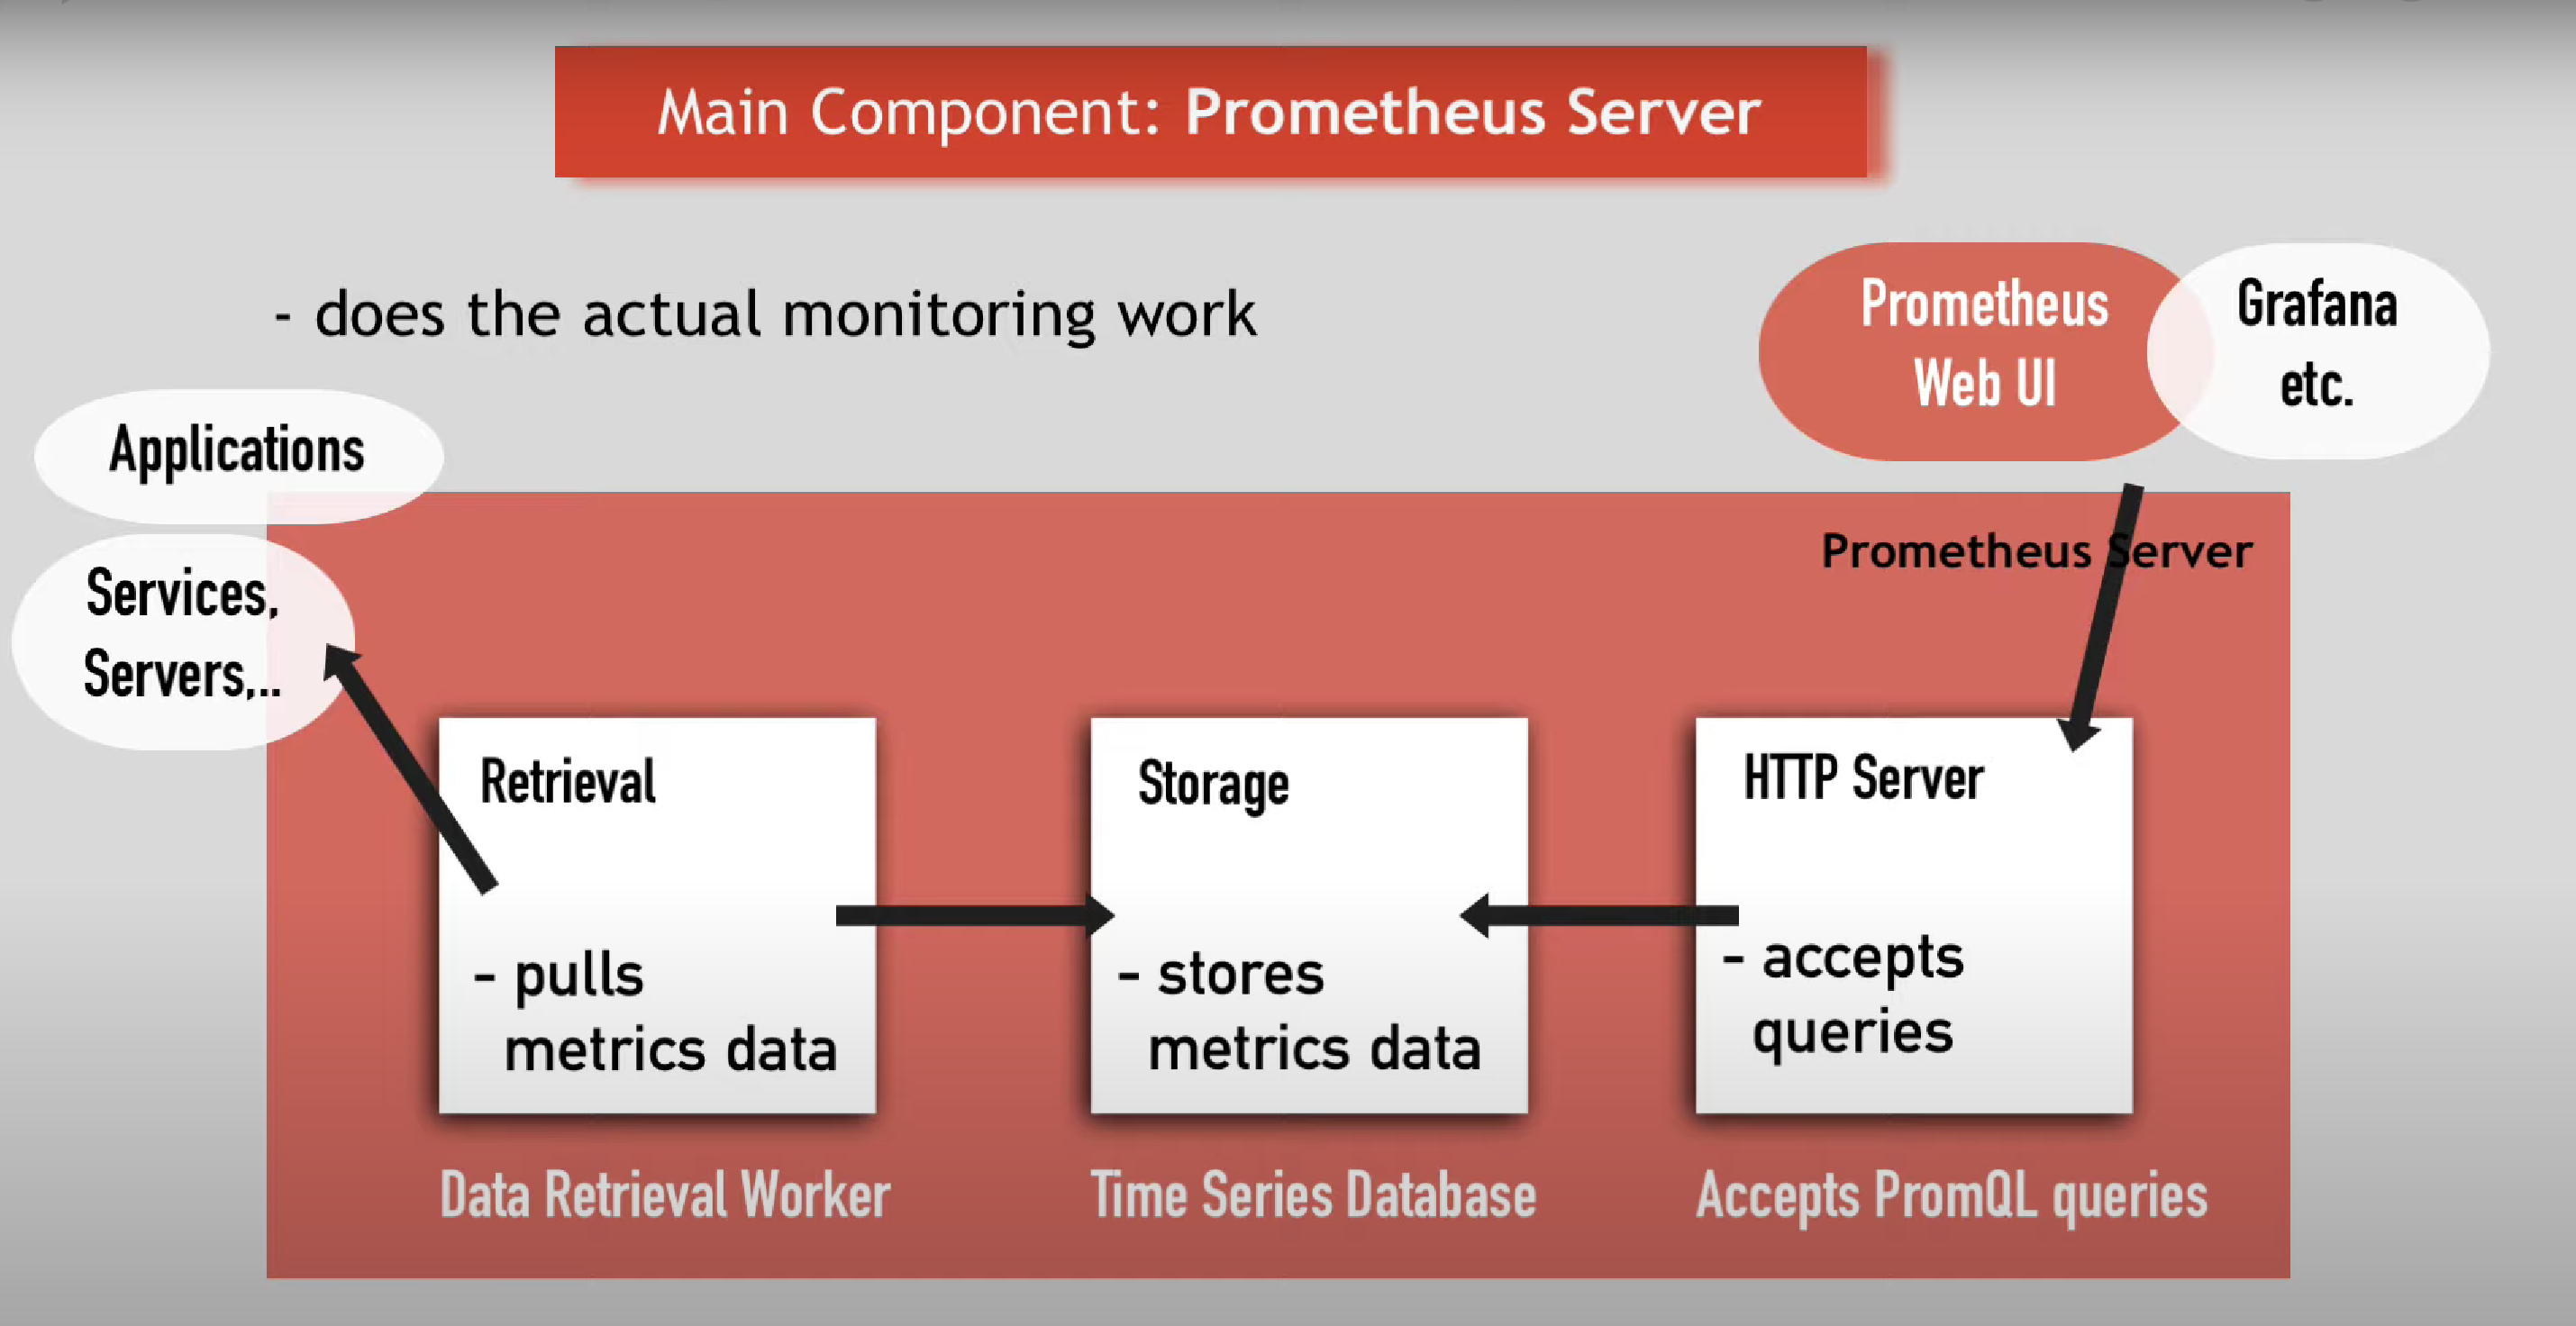 Main Component: Prometheus Server
- does the actual monitoring work
Prometheus
Web UI
Grafana
etc.
Applications
Services,
Servers,..
Prometheus Server
Retrieval
- pulls
metrics data
Storage
- stores
metrics data
HTTP Server
- accepts
queries
Data Retrieval Worker
Time Series Database
Accepts PromQL queries